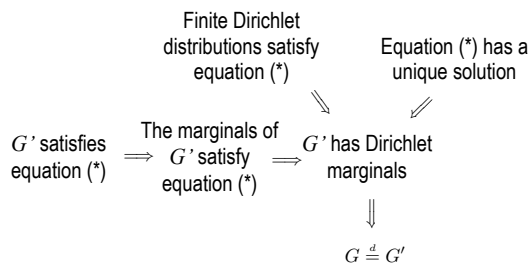 Finite Dirichlet
distributions satisfy
equation (*)
Equation (*) has a
unique solution
G’ satisfies
equation (*)
⟹
The marginals of
G’ satisfy
equation (*)
⟹
G’ has Dirichlet
marginals
G d= G′